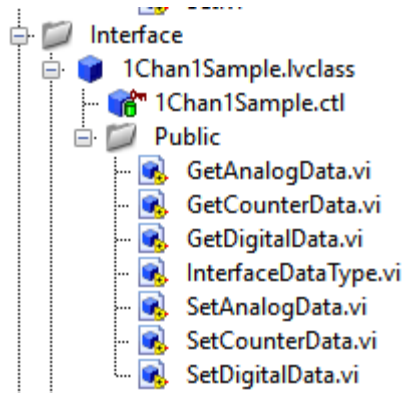 Interface
1Chan1Sample.lvclass
1Chan1Sample.ctl
Public
GetAnalogData.vi
GetCounterData.vi
GetDigitalData.vi
InterfaceDataType.vi
SetAnalogData.vi
SetCounterData.vi
SetDigitalData.vi